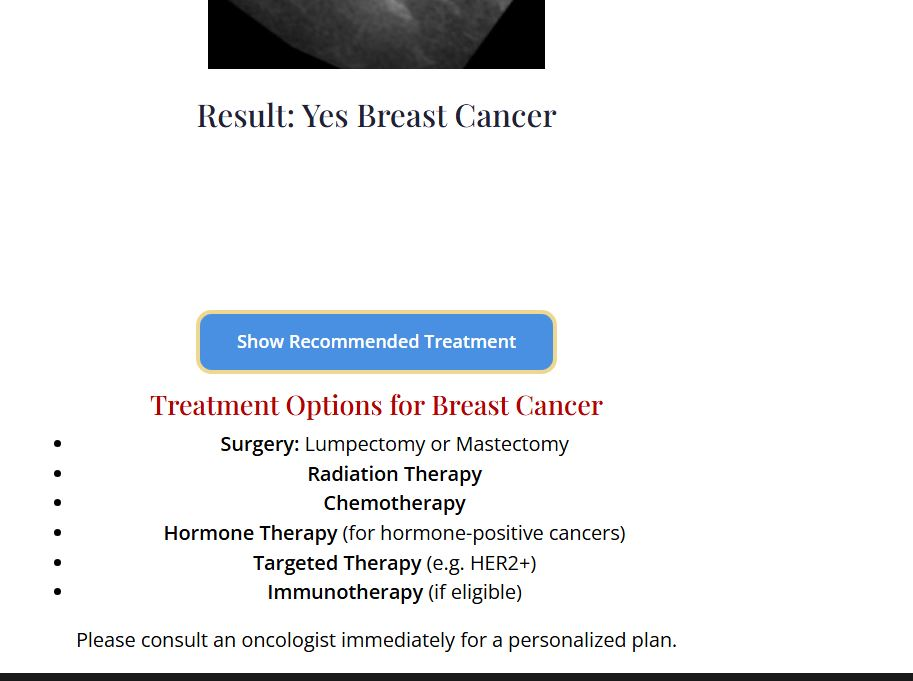 Result: Yes Breast Cancer
Show Recommended Treatment
Treatment Options for Breast Cancer
Surgery: Lumpectomy or Mastectomy
Radiation Therapy
Chemotherapy
Hormone Therapy (for hormone-positive cancers)
Targeted Therapy (e.g. HER2+)
Immunotherapy (if eligible)
Please consult an oncologist immediately for a personalized plan.